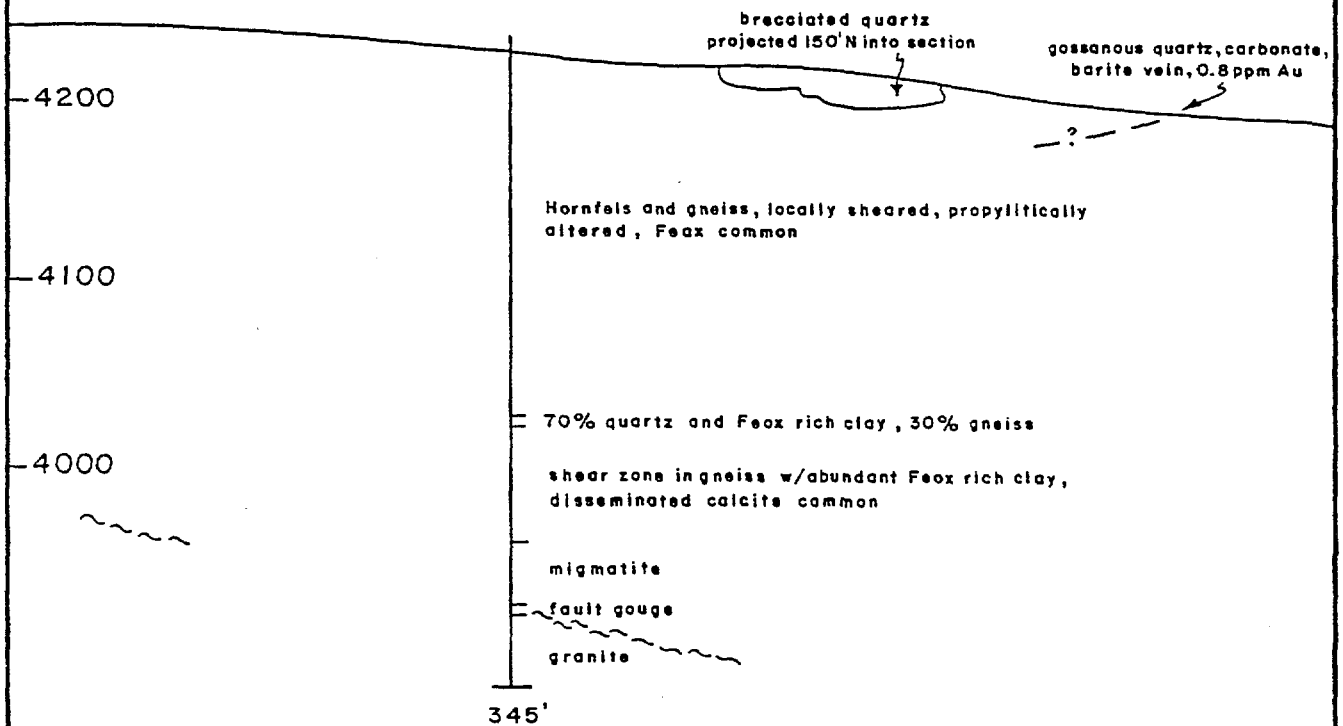 brecciated quartz
projected 150'N into section
gossanous quartz, carbonate,
barite vein, 0.8 ppm Au
4200
?
Hornfels and gneiss, locally sheared, propylitically
altered, Feox common
4100
70% quartz and Feox rich clay, 30% gneiss
4000
shear zone in gneiss w/abundant Feox rich clay,
disseminated calcite common
migmatite
fault gouge
granite
345'